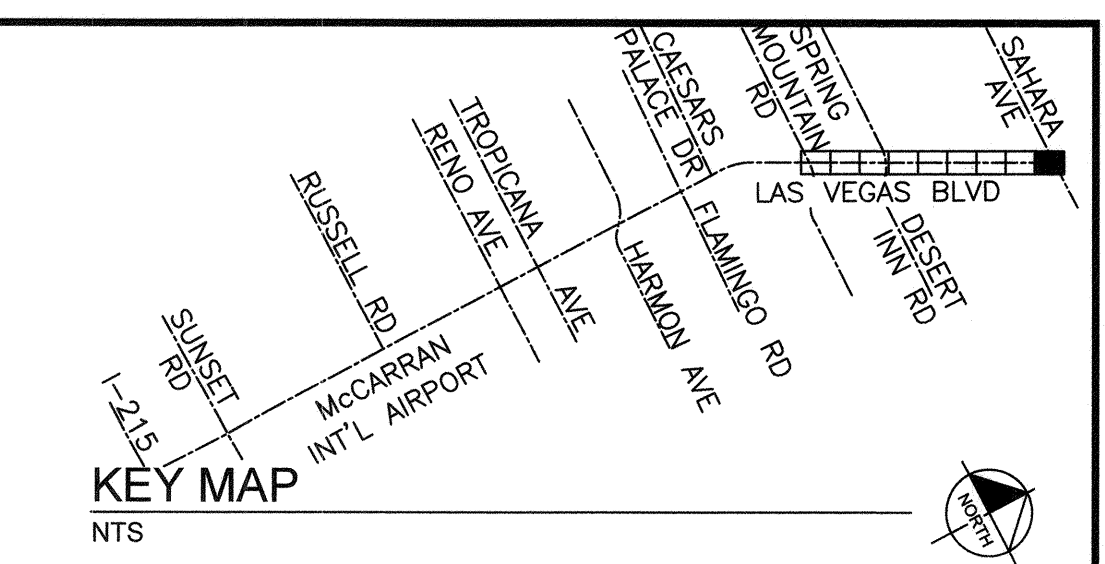 CAESARS
PALACE DR
SPRING
MOUNTAIN
RD
SAHARA
AVE
TROPICANA
AVE
RENO AVE
RUSSELL RD
SUNSET
RD
I-215
LAS VEGAS BLVD
DESERT
INN RD
FLAMINGO RD
HARMON AVE
McCARRAN
INT'L AIRPORT
KEY MAP
NTS
NORTH